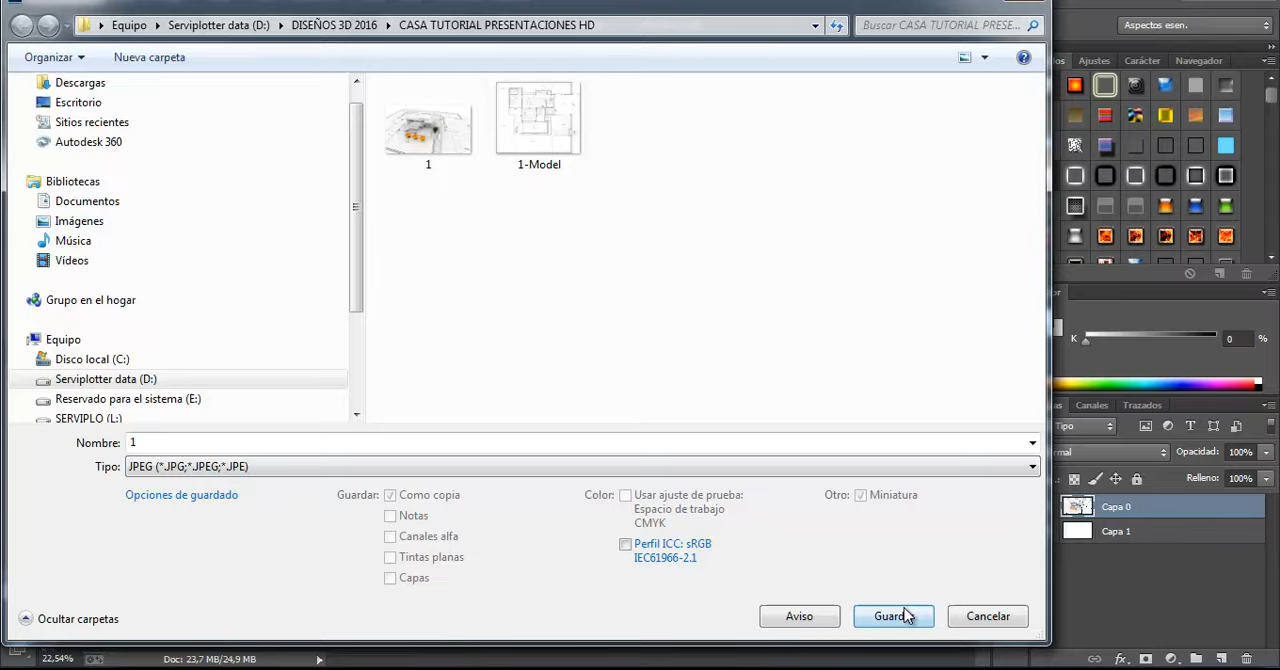 Equipo
Serviplotter data (D:)
DISEÑOS 3D 2016
CASA TUTORIAL PRESENTACIONES HD
Buscar CASA TUTORIAL PRESE...
Aspectos esen.
Organizar
Nueva carpeta
Ajustes
Carácter
Navegador
Descargas
Escritorio
Sitios recientes
Autodesk 360
1
1-Model
Bibliotecas
Documentos
Imágenes
Música
Vídeos
Grupo en el hogar
Equipo
Disco local (C:)
Serviplotter data (D:)
Reservado para el sistema (E:)
SERVIPLO (L:)
K
0
%
Canales
Trazados
Tipo
Opacidad:
100%
Relleno:
100%
Capa 0
Capa 1
Nombre:
1
Tipo:
JPEG (*.JPG;*.JPEG;*.JPE)
Opciones de guardado
Guardar:
Como copia
Notas
Canales alfa
Tintas planas
Capas
Color:
Usar ajuste de prueba:
Espacio de trabajo
CMYK
Perfil ICC: sRGB
IEC61966-2.1
Otro:
Miniatura
Ocultar carpetas
Aviso
Cancelar
22,54%
Doc: 23,7 MB/24,9 MB
fx